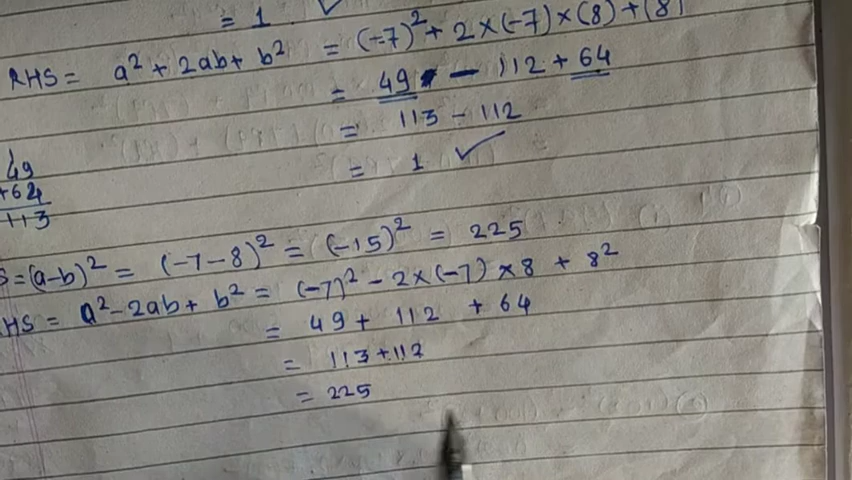 = 1 ✓
RHS = a² + 2ab + b² = (-7)² + 2×(-7)×(8) + (8)
= 49 - 112 + 64
= 113 - 112
= 1 ✓
49
+64
113
S = (a-b)² = (-7-8)² = (-15)² = 225
RHS = a² - 2ab + b² = (-7)² - 2×(-7)×8 + 8²
= 49 + 112 + 64
= 113 + 112
= 225